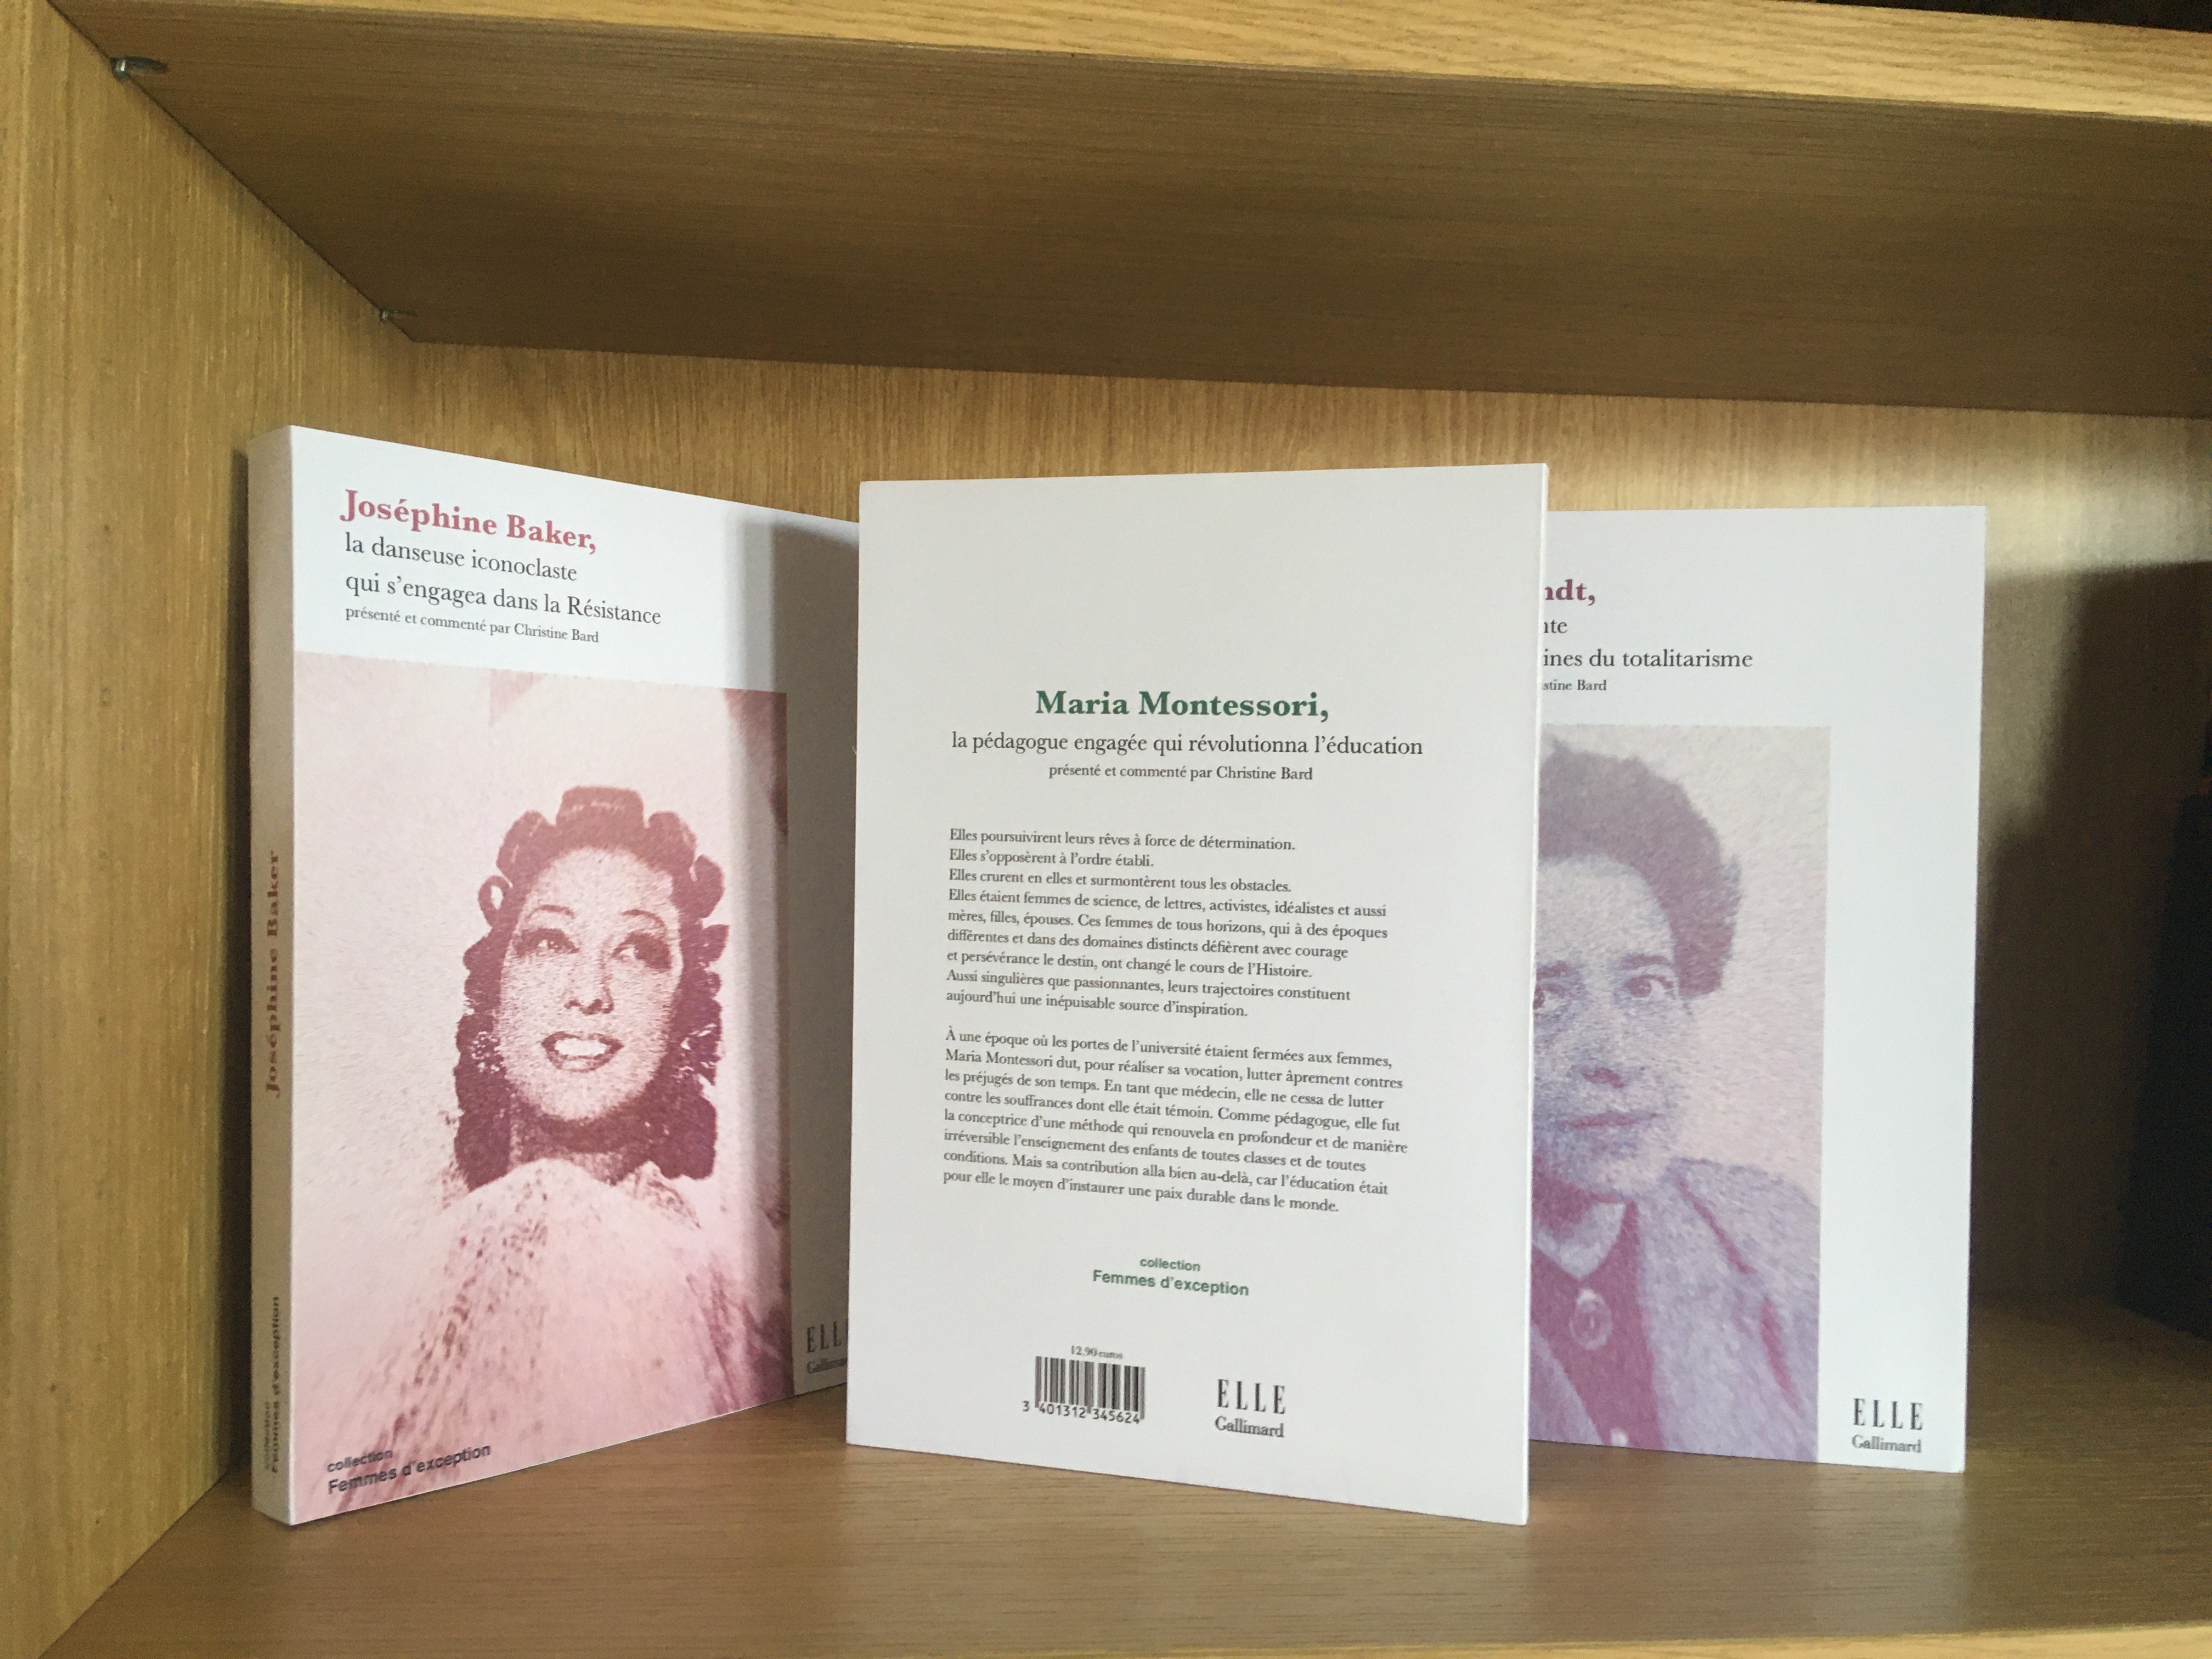 Joséphine Baker,
la danseuse iconoclaste
qui s'engagea dans la Résistance
présenté et commenté par Christine Bard
Joséphine Baker
collection
Femmes d'exception
collection
Femmes d'exception
ELLE
Gallimard
Maria Montessori,
la pédagogue engagée qui révolutionna l'éducation
présenté et commenté par Christine Bard
Elles poursuivirent leurs rêves à force de détermination.
Elles s'opposèrent à l'ordre établi.
Elles crurent en elles et surmontèrent tous les obstacles.
Elles étaient femmes de science, de lettres, activistes, idéalistes et aussi
mères, filles, épouses. Ces femmes de tous horizons, qui à des époques
différentes et dans des domaines distincts défièrent avec courage
et persévérance le destin, ont changé le cours de l'Histoire.
Aussi singulières que passionnantes, leurs trajectoires constituent
aujourd'hui une inépuisable source d'inspiration.
À une époque où les portes de l'université étaient fermées aux femmes,
Maria Montessori dut, pour réaliser sa vocation, lutter âprement contres
les préjugés de son temps. En tant que médecin, elle ne cessa de lutter
contre les souffrances dont elle était témoin. Comme pédagogue, elle fut
la conceptrice d'une méthode qui renouvela en profondeur et de manière
irréversible l'enseignement des enfants de toutes classes et de toutes
conditions. Mais sa contribution alla bien au-delà, car l'éducation était
pour elle le moyen d'instaurer une paix durable dans le monde.
collection
Femmes d'exception
12,90 euros
3 401312 345624
ELLE
Gallimard
ndt,
nte
ines du totalitarisme
stine Bard
ELLE
Gallimard